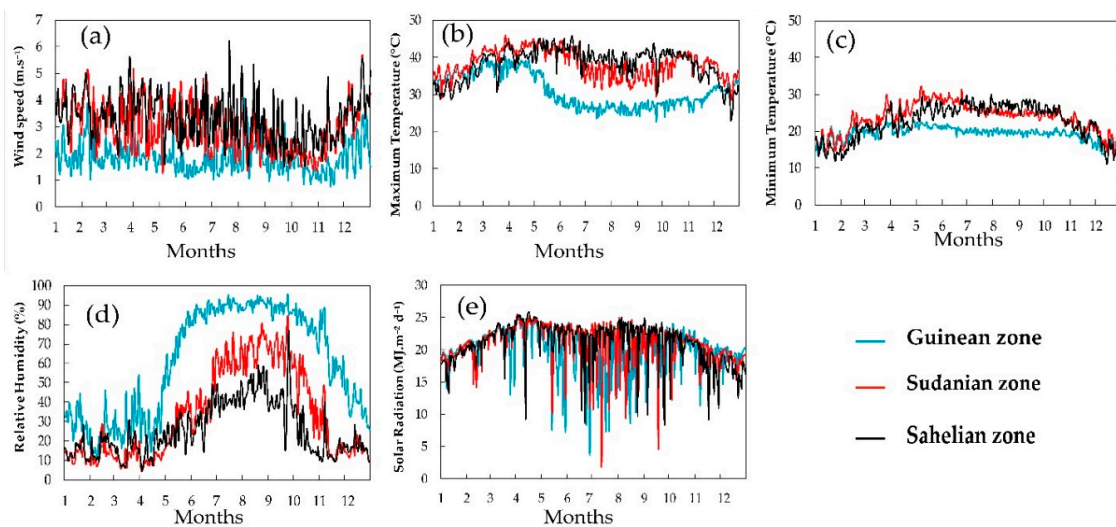 (a)
Wind speed (m.s⁻¹)
7
6
5
4
3
2
1
0
1 2 3 4 5 6 7 8 9 10 11 12
Months
(b)
Maximum Temperature (°C)
50
40
30
20
10
0
1 2 3 4 5 6 7 8 9 10 11 12
Months
(c)
Minimum Temperature (°C)
50
40
30
20
10
0
1 2 3 4 5 6 7 8 9 10 11 12
Months
(d)
Relative Humidity (%)
100
90
80
70
60
50
40
30
20
10
0
1 2 3 4 5 6 7 8 9 10 11 12
Months
(e)
Solar Radiation (MJ.m⁻² d⁻¹)
30
25
20
15
10
5
0
1 2 3 4 5 6 7 8 9 10 11 12
Months
Guinean zone
Sudanian zone
Sahelian zone